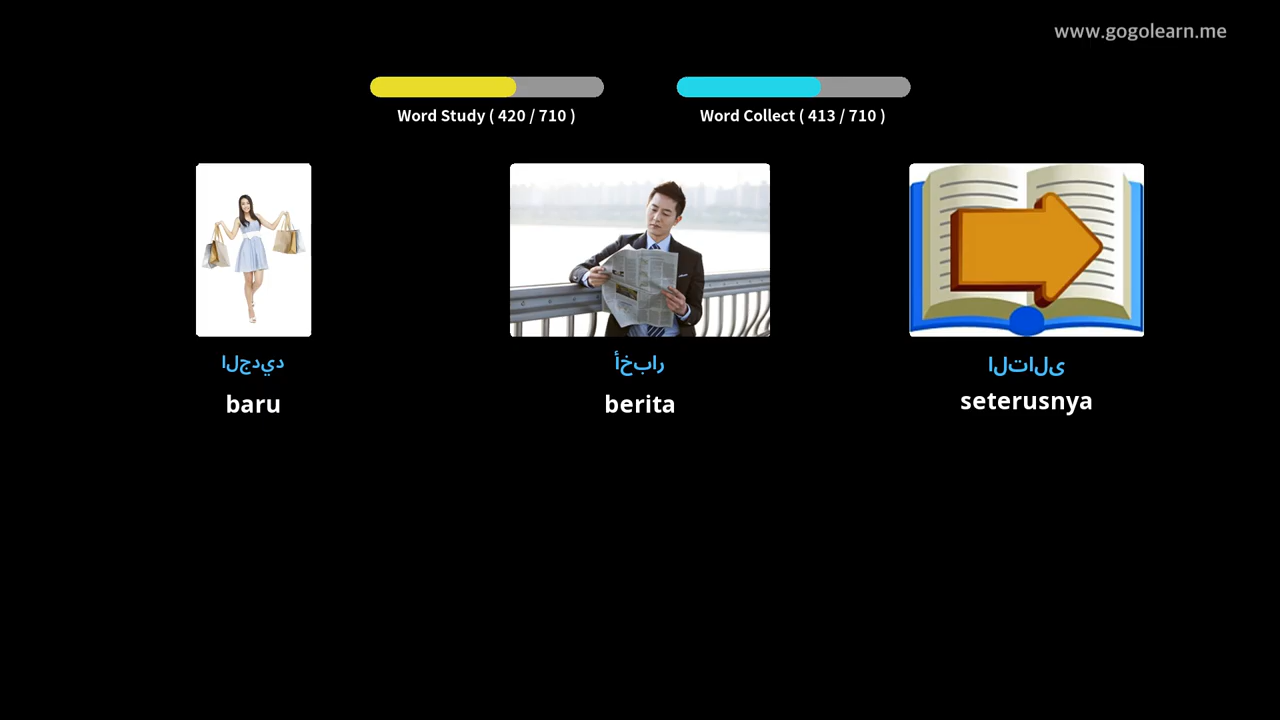 www.gogolearn.me
Word Study ( 420 / 710 )
Word Collect ( 413 / 710 )
الجديد
baru
أخبار
berita
التالى
seterusnya